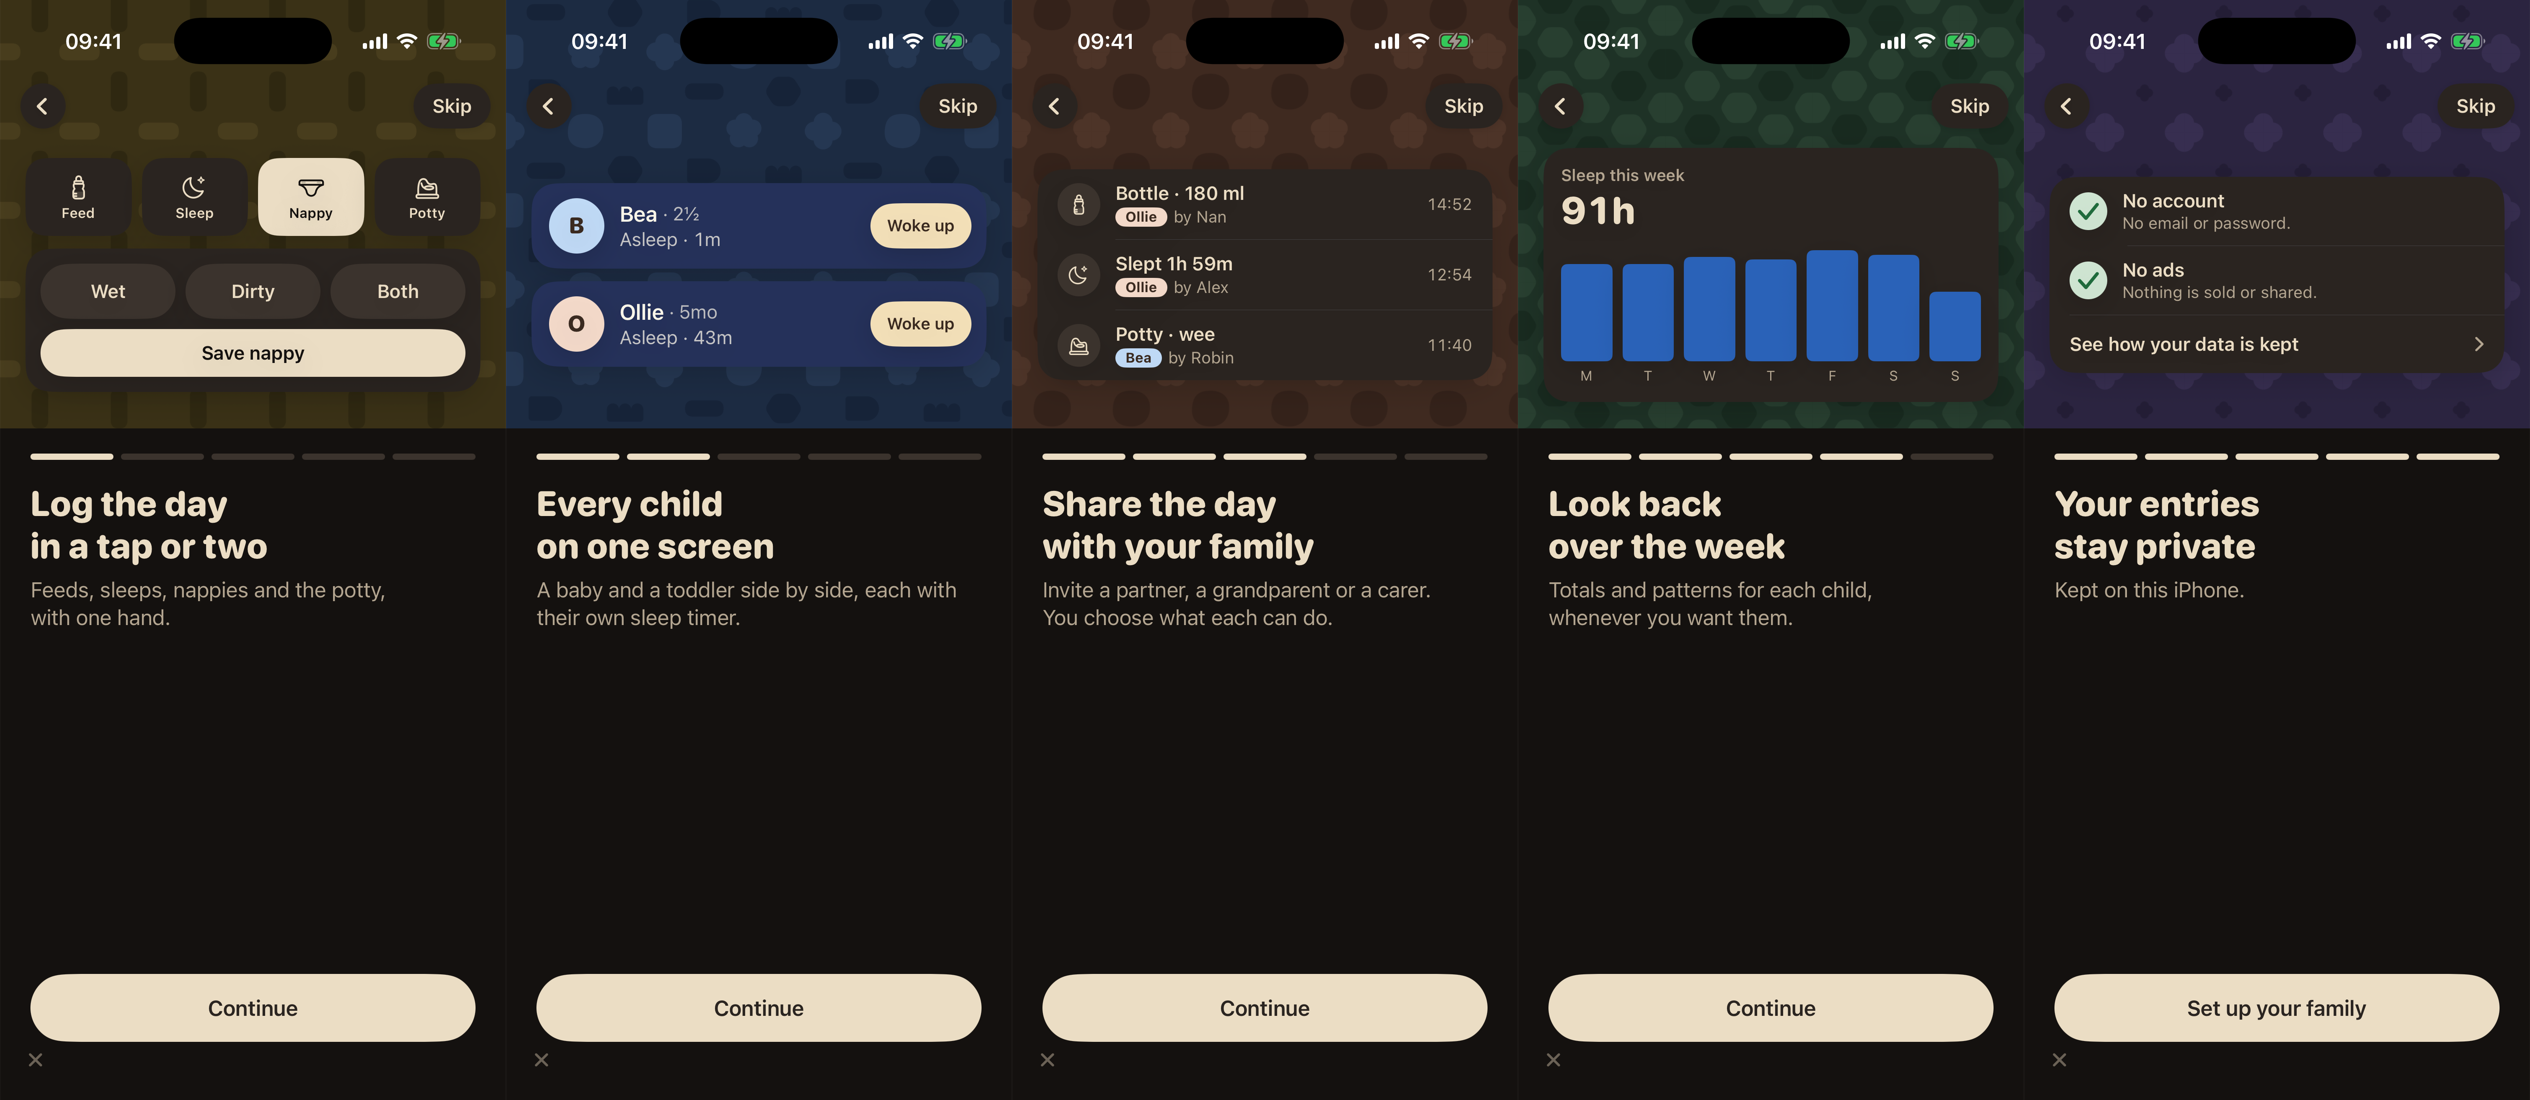 09:41
Skip
Feed
Sleep
Nappy
Potty
Wet
Dirty
Both
Save nappy
Log the day
in a tap or two
Feeds, sleeps, nappies and the potty,
with one hand.
Continue
09:41
Skip
B
Bea · 2½
Asleep · 1m
Woke up
O
Ollie · 5mo
Asleep · 43m
Woke up
Every child
on one screen
A baby and a toddler side by side, each with
their own sleep timer.
Continue
09:41
Skip
Bottle · 180 ml
Ollie by Nan
14:52
Slept 1h 59m
Ollie by Alex
12:54
Potty · wee
Bea by Robin
11:40
Share the day
with your family
Invite a partner, a grandparent or a carer.
You choose what each can do.
Continue
09:41
Skip
Sleep this week
91h
M T W T F S S
Look back
over the week
Totals and patterns for each child,
whenever you want them.
Continue
09:41
Skip
No account
No email or password.
No ads
Nothing is sold or shared.
See how your data is kept
Your entries
stay private
Kept on this iPhone.
Set up your family